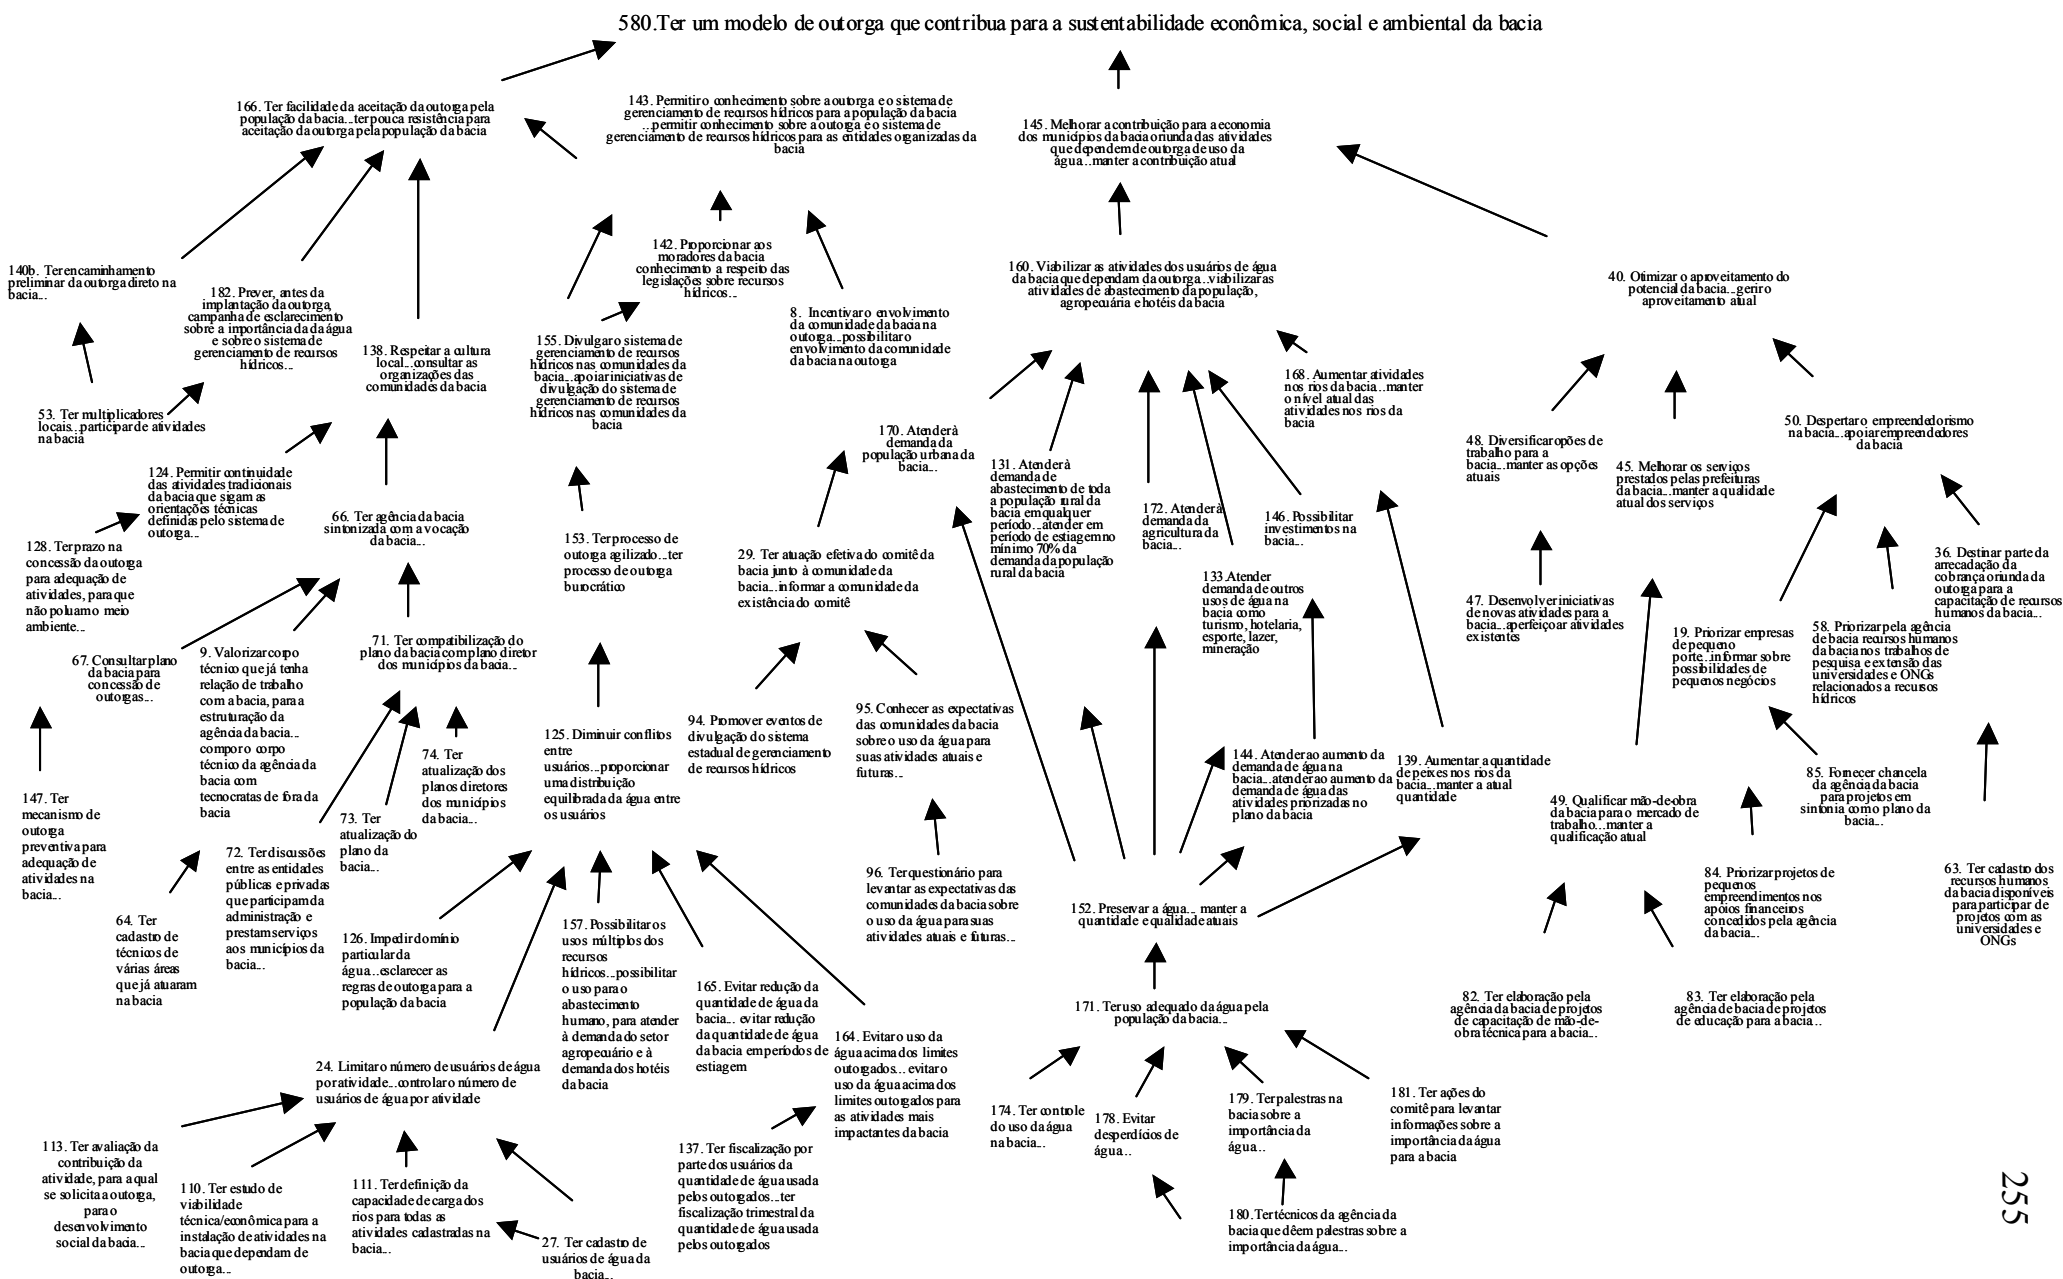 580.Ter um modelo de outorga que contribua para a sustentabilidade econômica, social e ambiental da bacia
166. Ter facilidade da aceitação da outorga pela
população da bacia...ter pouca resistência para
aceitação da outorga pela população da bacia
143. Permitir o conhecimento sobre a outorga e o sistema de
gerenciamento de recursos hídricos para a população da bacia
...permitir conhecimento sobre a outorga e o sistema de
gerenciamento de recursos hídricos para as entidades organizadas da
bacia
145. Melhorar a contribuição para a economia
dos municípios da bacia oriunda das atividades
que dependem de outorga de uso da
água...manter a contribuição atual
140b. Ter encaminhamento
preliminar da outorga direto na
bacia...
182. Prever, antes da
implantação da outorga,
campanha de esclarecimento
sobre a importância da da água
e sobre o sistema de
gerenciamento de recursos
hídricos...
138. Respeitar a cultura
local...consultar as
organizações das
comunidades da bacia
155. Divulgar o sistema de
gerenciamento de recursos
hídricos nas comunidades da
bacia...apoiar iniciativas de
divulgação do sistema de
gerenciamento de recursos
hídricos nas comunidades da
bacia
142. Proporcionar aos
moradores da bacia
conhecimento a respeito das
legislações sobre recursos
hídricos...
8. Incentivar o envolvimento
da comunidade da bacia na
outorga...possibilitar o
envolvimento da comunidade
da bacia na outorga
160. Viabilizar as atividades dos usuários de água
da bacia que dependam da outorga...viabilizar as
atividades de abastecimento da população,
agropecuária e hotéis da bacia
40. Otimizar o aproveitamento do
potencial da bacia...gerir o
aproveitamento atual
168. Aumentar atividades
nos rios da bacia...manter
o nível atual das
atividades nos rios da
bacia
53. Ter multiplicadores
locais...participar de atividades
na bacia
124. Permitir continuidade
das atividades tradicionais
da bacia que sigam as
orientações técnicas
definidas pelo sistema de
outorga...
66. Ter agência da bacia
sintonizada com a vocação
da bacia...
153. Ter processo de
outorga agilizado...ter
processo de outorga
burocrático
170. Atender à
demanda da
população urbana da
bacia...
131. Atender à
demanda de
abastecimento de toda
a população rural da
bacia em qualquer
período...atender em
período de estiagem no
mínimo 70% da
demanda da população
rural da bacia
172. Atender à
demanda da
agricultura da
bacia...
146. Possibilitar
investimentos na
bacia...
133.Atender
demanda de outros
usos de água na
bacia como
turismo, hotelaria,
esporte, lazer,
mineração
48. Diversificar opções de
trabalho para a
bacia...manter as opções
atuais
45. Melhorar os serviços
prestados pelas prefeituras
da bacia...manter a qualidade
atual dos serviços
50. Despertar o empreendedorismo
na bacia...apoiar empreendedores
da bacia
128. Ter prazo na
concessão da outorga
para adequação de
atividades, para que
não poluam o meio
ambiente...
67. Consultar plano
da bacia para
concessão de
outorgas...
9. Valorizar corpo
técnico que já tenha
relação de trabalho
com a bacia, para a
estruturação da
agência da bacia...
compor o corpo
técnico da agência da
bacia com
tecnocratas de fora da
bacia
71. Ter compatibilização do
plano da bacia com plano diretor
dos municípios da bacia...
29. Ter atuação efetiva do comitê da
bacia junto à comunidade da
bacia...informar a comunidade da
existência do comitê
47. Desenvolver iniciativas
de novas atividades para a
bacia...aperfeiçoar atividades
existentes
19. Priorizar empresas
de pequeno
porte...informar sobre
possibilidades de
pequenos negócios
36. Destinar parte da
arrecadação da
cobrança oriunda da
outorga para a
capacitação de recursos
humanos da bacia...
58. Priorizar pela agência
de bacia recursos humanos
da bacia nos trabalhos de
pesquisa e extensão das
universidades e ONGs
relacionados a recursos
hídricos
147. Ter
mecanismo de
outorga
preventiva para
adequação de
atividades na
bacia...
74. Ter
atualização dos
planos diretores
dos municípios
da bacia...
73. Ter
atualização do
plano da
bacia...
72. Ter discussões
entre as entidades
públicas e privadas
que participam da
administração e
prestam serviços
aos municípios da
bacia...
125. Diminuir conflitos
entre
usuários...proporcionar
uma distribuição
equilibrada da água entre
os usuários
94. Promover eventos de
divulgação do sistema
estadual de gerenciamento
de recursos hídricos
95. Conhecer as expectativas
das comunidades da bacia
sobre o uso da água para
suas atividades atuais e
futuras...
144. Atender ao aumento da
demanda de água na
bacia...atender ao aumento da
demanda de água das
atividades priorizadas no
plano da bacia
139. Aumentar a quantidade
de peixes nos rios da
bacia...manter a atual
quantidade
49. Qualificar mão-de-obra
da bacia para o mercado de
trabalho...manter a
qualificação atual
85. Fornecer chancela
da agência da bacia
para projetos em
sintonia com o plano da
bacia...
64. Ter
cadastro de
técnicos de
várias áreas
que já atuaram
na bacia
126. Impedir domínio
particular da
água...esclarecer as
regras de outorga para a
população da bacia
157. Possibilitar os
usos múltiplos dos
recursos
hídricos...possibilitar
o uso para o
abastecimento
humano, para atender
à demanda do setor
agropecuário e à
demanda dos hotéis
da bacia
165. Evitar redução da
quantidade de água da
bacia... evitar redução
da quantidade de água
da bacia em períodos de
estiagem
96. Ter questionário para
levantar as expectativas das
comunidades da bacia sobre
o uso da água para suas
atividades atuais e futuras...
152. Preservar a água... manter a
quantidade e qualidade atuais
84. Priorizar projetos de
pequenos
empreendimentos nos
apoios financeiros
concedidos pela agência
da bacia...
63. Ter cadastro dos
recursos humanos
da bacia disponíveis
para participar de
projetos com as
universidades e
ONGs
164. Evitar o uso da
água acima dos limites
outorgados... evitar o
uso da água acima dos
limites outorgados para
as atividades mais
impactantes da bacia
171. Ter uso adequado da água pela
população da bacia...
82. Ter elaboração pela
agência da bacia de projetos
de capacitação de mão-de-
obra técnica para a bacia...
83. Ter elaboração pela
agência de bacia de projetos
de educação para a bacia...
24. Limitar o número de usuários de água
por atividade...controlar o número de
usuários de água por atividade
174. Ter controle
do uso da água
na bacia...
178. Evitar
desperdícios de
água...
179. Ter palestras na
bacia sobre a
importância da
água...
181. Ter ações do
comitê para levantar
informações sobre a
importância da água
para a bacia
113. Ter avaliação da
contribuição da
atividade, para a qual
se solicita a outorga,
para o
desenvolvimento
social da bacia...
110. Ter estudo de
viabilidade
técnica/econômica para a
instalação de atividades na
bacia que dependam de
outorga...
111. Ter definição da
capacidade de carga dos
rios para todas as
atividades cadastradas na
bacia...
27. Ter cadastro de
usuários de água da
bacia...
137. Ter fiscalização por
parte dos usuários da
quantidade de água usada
pelos outorgados...ter
fiscalização trimestral da
quantidade de água usada
pelos outorgados
180. Ter técnicos da agência da
bacia que dêem palestras sobre a
importância da água...
255